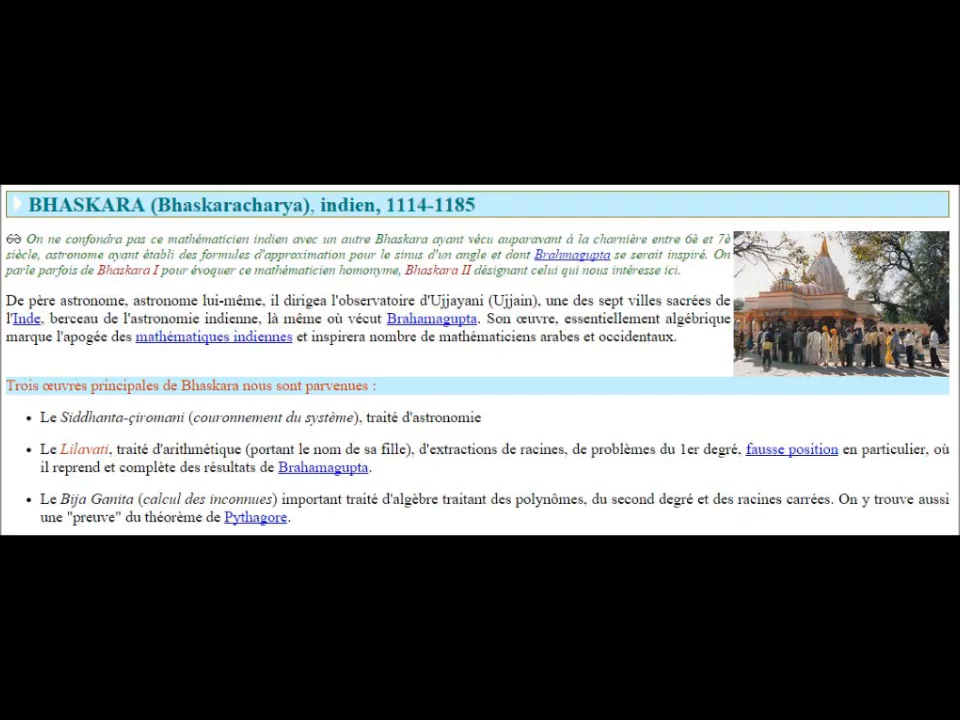 BHASKARA (Bhaskaracharya), indien, 1114-1185
On ne confondra pas ce mathématicien indien avec un autre Bhaskara ayant vécu auparavant à la charnière entre 6è et 7è
siècle, astronome ayant établi des formules d'approximation pour le sinus d'un angle et dont Brahmagupta se serait inspiré. On
parle parfois de Bhaskara I pour évoquer ce mathématicien homonyme, Bhaskara II désignant celui qui nous intéresse ici.
De père astronome, astronome lui-même, il dirigea l'observatoire d'Ujjayani (Ujjain), une des sept villes sacrées de
l'Inde, berceau de l'astronomie indienne, là même où vécut Brahamagupta. Son œuvre, essentiellement algébrique
marque l'apogée des mathématiques indiennes et inspirera nombre de mathématiciens arabes et occidentaux.
Trois œuvres principales de Bhaskara nous sont parvenues :
• Le Siddhanta-çiromani (couronnement du système), traité d'astronomie
• Le Lilavati, traité d'arithmétique (portant le nom de sa fille), d'extractions de racines, de problèmes du 1er degré, fausse position en particulier, où
il reprend et complète des résultats de Brahamagupta.
• Le Bija Ganita (calcul des inconnues) important traité d'algèbre traitant des polynômes, du second degré et des racines carrées. On y trouve aussi
une "preuve" du théorème de Pythagore.